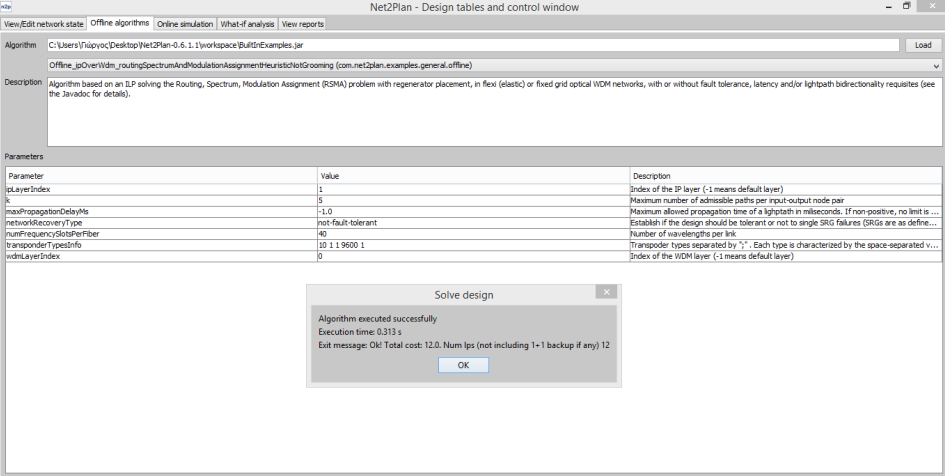 n2p
Net2Plan - Design tables and control window
View/Edit network state Offline algorithms Online simulation What-if analysis View reports
Algorithm C:\Users\Γιώργος\Desktop\Net2Plan-0.6.1.1\workspace\BuiltInExamples.jar Load
Offline_ipOverWdm_routingSpectrumAndModulationAssignmentHeuristicNotGrooming (com.net2plan.examples.general.offline)
Description Algorithm based on an ILP solving the Routing, Spectrum, Modulation Assignment (RSMA) problem with regenerator placement, in flexi (elastic) or fixed grid optical WDM networks, with or without fault tolerance, latency and/or lightpath bidirectionality requisites (see
the Javadoc for details).
Parameters
Parameter Value Description
ipLayerIndex 1 Index of the IP layer (-1 means default layer)
k 5 Maximum number of admissible paths per input-output node pair
maxPropagationDelayMs -1.0 Maximum allowed propagation time of a lighptath in miliseconds. If non-positive, no limit is ...
networkRecoveryType not-fault-tolerant Establish if the design should be tolerant or not to single SRG failures (SRGs are as define...
numFrequencySlotsPerFiber 40 Number of wavelengths per link
transponderTypesInfo 10 1 1 9600 1 Transpoder types separated by ";" . Each type is characterized by the space-separated v...
wdmLayerIndex 0 Index of the WDM layer (-1 means default layer)
Solve design
Algorithm executed successfully
Execution time: 0.313 s
Exit message: Ok! Total cost: 12.0. Num lps (not including 1+1 backup if any) 12
OK